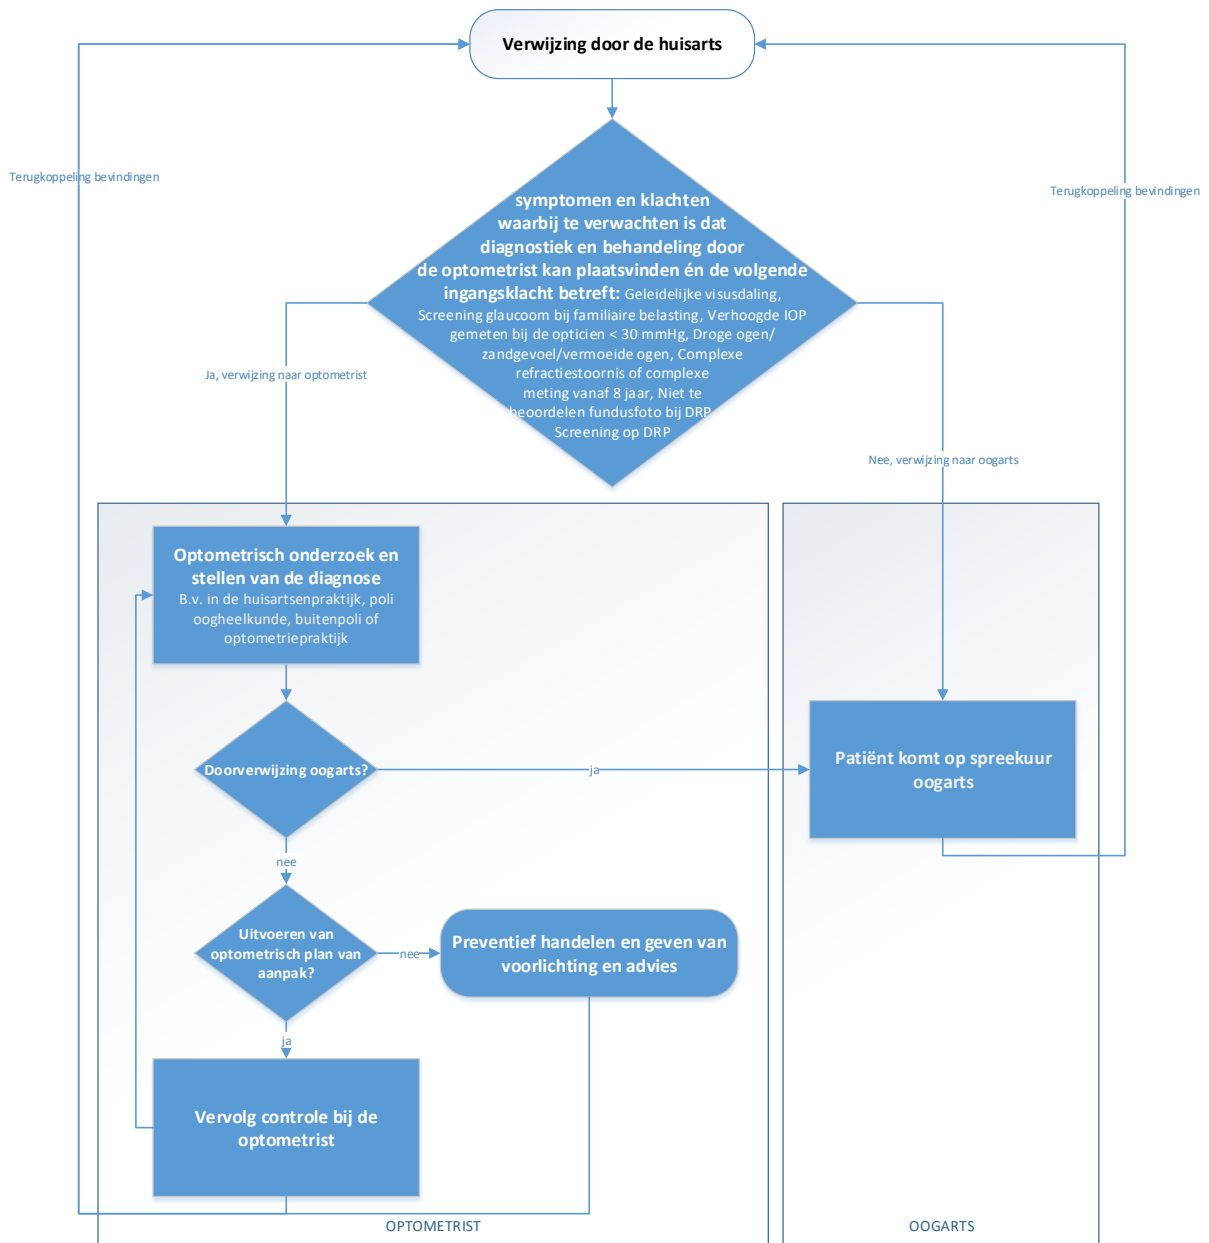 Verwijzing door de huisarts
Terugkoppeling bevindingen
Terugkoppeling bevindingen
symptomen en klachten
waarbij te verwachten is dat
diagnostiek en behandeling door
de optometrist kan plaatsvinden én de volgende
ingangsklacht betreft: Geleidelijke visusdaling,
Screening glaucoom bij familiaire belasting, Verhoogde IOP
gemeten bij de opticien < 30 mmHg, Droge ogen/
zandgevoel/vermoeide ogen, Complexe
refractiestoornis of complexe
meting vanaf 8 jaar, Niet te
beoordelen fundusfoto bij DRP,
Screening op DRP
Ja, verwijzing naar optometrist
Nee, verwijzing naar oogarts
Optometrisch onderzoek en
stellen van de diagnose
B.v. in de huisartsenpraktijk, poli
oogheelkunde, buitenpoli of
optometriepraktijk
Doorverwijzing oogarts?
ja
Patiënt komt op spreekuur
oogarts
nee
Uitvoeren van
optometrisch plan van
aanpak?
nee
Preventief handelen en geven van
voorlichting en advies
ja
Vervolg controle bij de
optometrist
OPTOMETRIST
OOGARTS